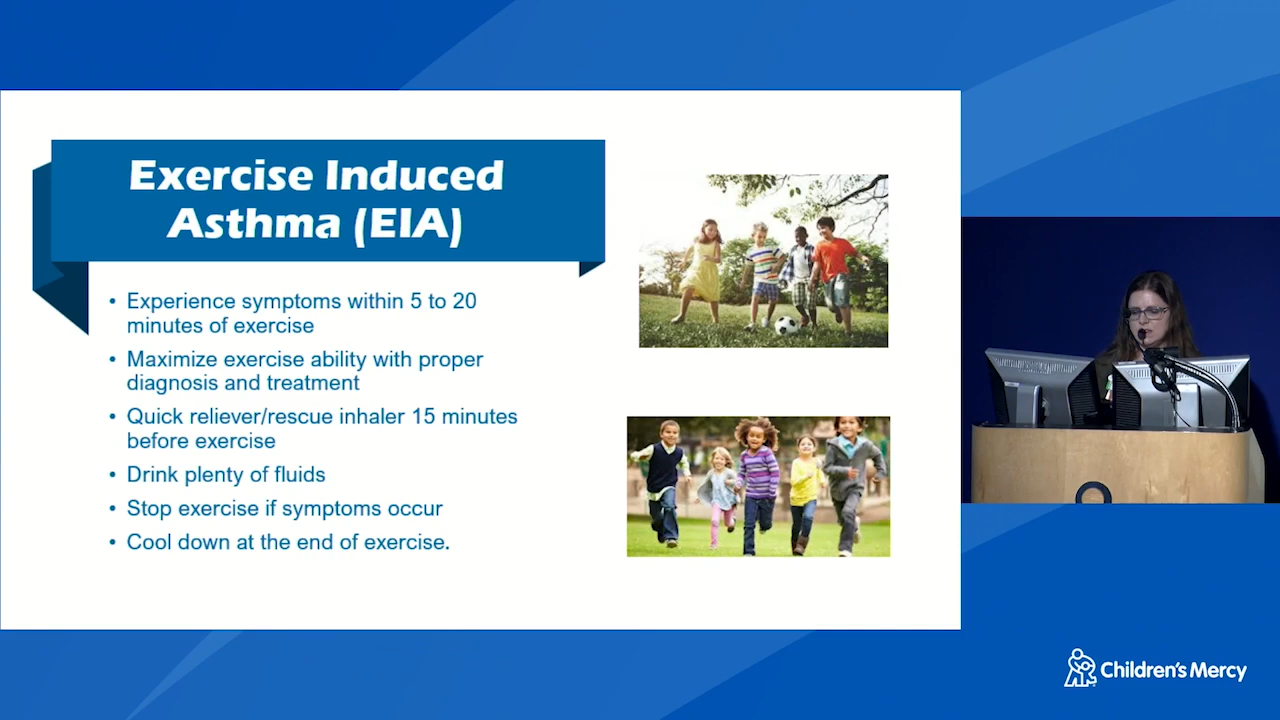 Exercise Induced
Asthma (EIA)
• Experience symptoms within 5 to 20
minutes of exercise
• Maximize exercise ability with proper
diagnosis and treatment
• Quick reliever/rescue inhaler 15 minutes
before exercise
• Drink plenty of fluids
• Stop exercise if symptoms occur
• Cool down at the end of exercise.
Children's Mercy